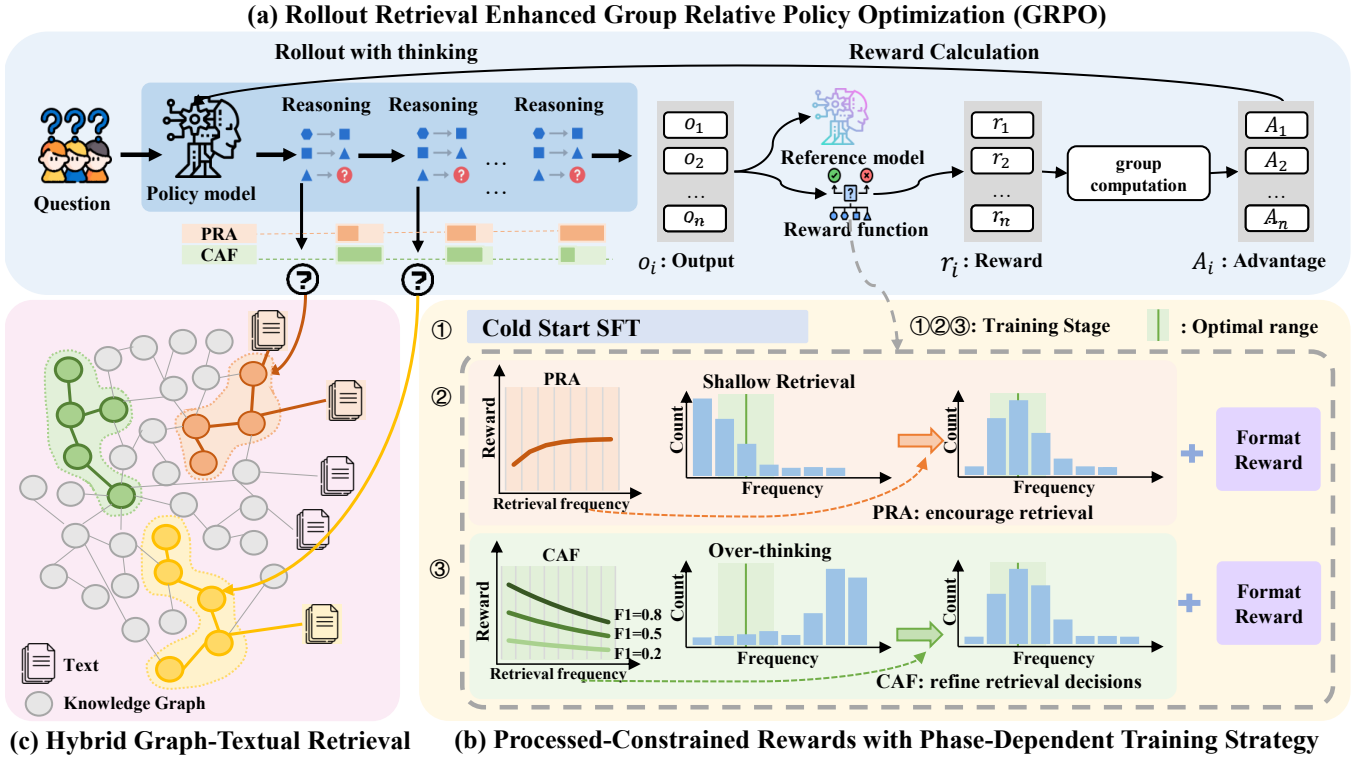 (a) Rollout Retrieval Enhanced Group Relative Policy Optimization (GRPO)
Rollout with thinking
Reward Calculation
Question
Policy model
Reasoning
Reasoning
Reasoning
?
?
?
...
...
PRA
CAF
?
?
o1
o2
...
on
oi : Output
Reference model
?
Reward function
r1
r2
...
rn
ri : Reward
group
computation
A1
A2
...
An
Ai : Advantage
Text
Knowledge Graph
(c) Hybrid Graph-Textual Retrieval
① Cold Start SFT
①②③: Training Stage
: Optimal range
②
PRA
Reward
Retrieval frequency
Shallow Retrieval
Count
Frequency
Count
Frequency
PRA: encourage retrieval
+
Format
Reward
③
CAF
Reward
F1=0.8
F1=0.5
F1=0.2
Retrieval frequency
Over-thinking
Count
Frequency
Count
Frequency
CAF: refine retrieval decisions
+
Format
Reward
(b) Processed-Constrained Rewards with Phase-Dependent Training Strategy